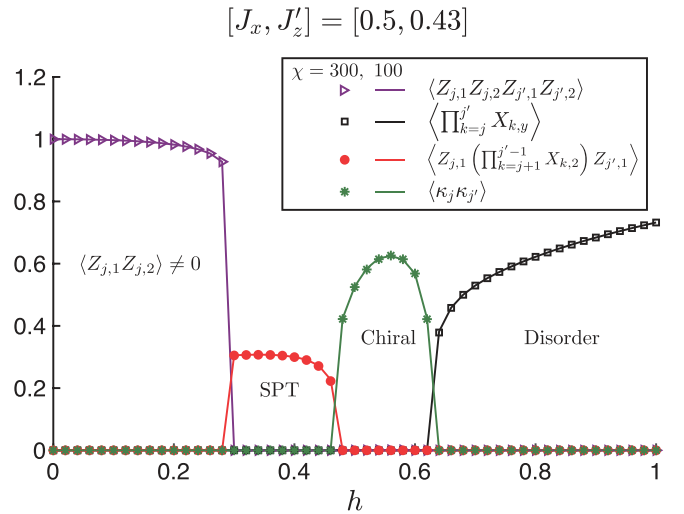 [J_x, J′_z] = [0.5, 0.43]
χ = 300, 100
⟨Z_{j,1}Z_{j,2}Z_{j′,1}Z_{j′,2}⟩
⟨∏_{k=j}^{j′} X_{k,y}⟩
⟨Z_{j,1}(∏_{k=j+1}^{j′−1} X_{k,2})Z_{j′,1}⟩
⟨κ_jκ_{j′}⟩
1.2
1
0.8
0.6
0.4
0.2
0
⟨Z_{j,1}Z_{j,2}⟩ ≠ 0
SPT
Chiral
Disorder
0 0.2 0.4 0.6 0.8 1
h